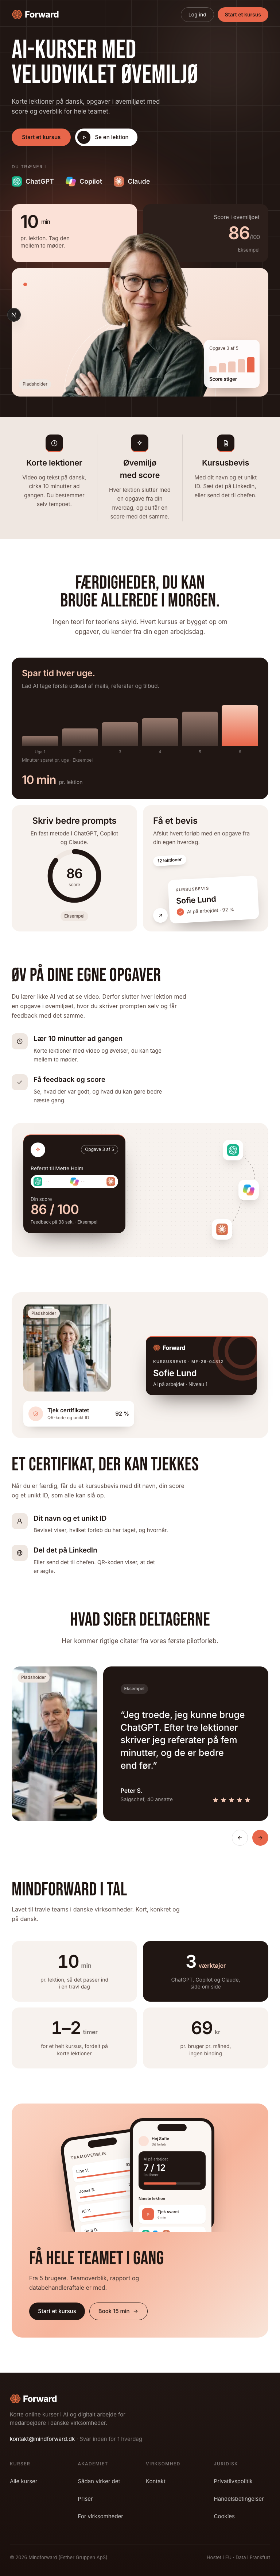 Forward
Log ind
Start et kursus
AI-KURSER MED
VELUDVIKLET ØVEMILJØ
Korte lektioner på dansk, opgaver i øvemiljøet med
score og overblik for hele teamet.
Start et kursus
Se en lektion
DU TRÆNER I
ChatGPT
Copilot
Claude
10 min
pr. lektion. Tag den
mellem to møder.
Score i øvemiljøet
86/100
Eksempel
Opgave 3 af 5
Score stiger
Pladsholder
Korte lektioner
Video og tekst på dansk,
cirka 10 minutter ad
gangen. Du bestemmer
selv tempoet.
Øvemiljø
med score
Hver lektion slutter med
en opgave fra din
hverdag, og du får en
score med det samme.
Kursusbevis
Med dit navn og et unikt
ID. Sæt det på LinkedIn,
eller send det til chefen.
FÆRDIGHEDER, DU KAN
BRUGE ALLEREDE I MORGEN.
Ingen teori for teoriens skyld. Hvert kursus er bygget op om
opgaver, du kender fra din egen arbejdsdag.
Spar tid hver uge.
Lad AI tage første udkast af mails, referater og tilbud.
Uge 1
2
3
4
5
6
Minutter sparet pr. uge · Eksempel
10 min pr. lektion
Skriv bedre prompts
En fast metode i ChatGPT, Copilot
og Claude.
86
score
Eksempel
Få et bevis
Afslut hvert forløb med en opgave fra
din egen hverdag.
12 lektioner
KURSUSBEVIS
Sofie Lund
AI på arbejdet · 92 %
ØV PÅ DINE EGNE OPGAVER
Du lærer ikke AI ved at se video. Derfor slutter hver lektion med
en opgave i øvemiljøet, hvor du skriver prompten selv og får
feedback med det samme.
Lær 10 minutter ad gangen
Korte lektioner med video og øvelser, du kan tage
mellem to møder.
Få feedback og score
Se, hvad der var godt, og hvad du kan gøre bedre
næste gang.
Opgave 3 af 5
Referat til Mette Holm
Din score
86 / 100
Feedback på 38 sek. · Eksempel
Pladsholder
Tjek certifikatet
QR-kode og unikt ID
92 %
Forward
KURSUSBEVIS · MF-26-04812
Sofie Lund
AI på arbejdet · Niveau 1
ET CERTIFIKAT, DER KAN TJEKKES
Når du er færdig, får du et kursusbevis med dit navn, din score
og et unikt ID, som alle kan slå op.
Dit navn og et unikt ID
Beviset viser, hvilket forløb du har taget, og hvornår.
Del det på LinkedIn
Eller send det til chefen. QR-koden viser, at det
er ægte.
HVAD SIGER DELTAGERNE
Her kommer rigtige citater fra vores første pilotforløb.
Pladsholder
Eksempel
“Jeg troede, jeg kunne bruge
ChatGPT. Efter tre lektioner
skriver jeg referater på fem
minutter, og de er bedre
end før.”
Peter S.
Salgschef, 40 ansatte
MINDFORWARD I TAL
Lavet til travle teams i danske virksomheder. Kort, konkret og
på dansk.
10 min
pr. lektion, så det passer ind
i en travl dag
3 værktøjer
ChatGPT, Copilot og Claude,
side om side
1–2 timer
for et helt kursus, fordelt på
korte lektioner
69 kr
pr. bruger pr. måned,
ingen binding
TEAMOVERBLIK
Line V.
Jonas B.
Ali Y.
Sara D.
Hej Sofie
AI på arbejdet
7 / 12
lektioner
Næste lektion
Tjek svaret
FÅ HELE TEAMET I GANG
Fra 5 brugere. Teamoverblik, rapport og
databehandleraftale er med.
Start et kursus
Book 15 min
Forward
Korte online kurser i AI og digitalt arbejde for
medarbejdere i danske virksomheder.
kontakt@mindforward.dk · Svar inden for 1 hverdag
KURSER
Alle kurser
AKADEMIET
Sådan virker det
Priser
For virksomheder
VIRKSOMHED
Kontakt
JURIDISK
Privatlivspolitik
Handelsbetingelser
Cookies
© 2026 Mindforward (Esther Gruppen ApS)
Hostet i EU · Data i Frankfurt